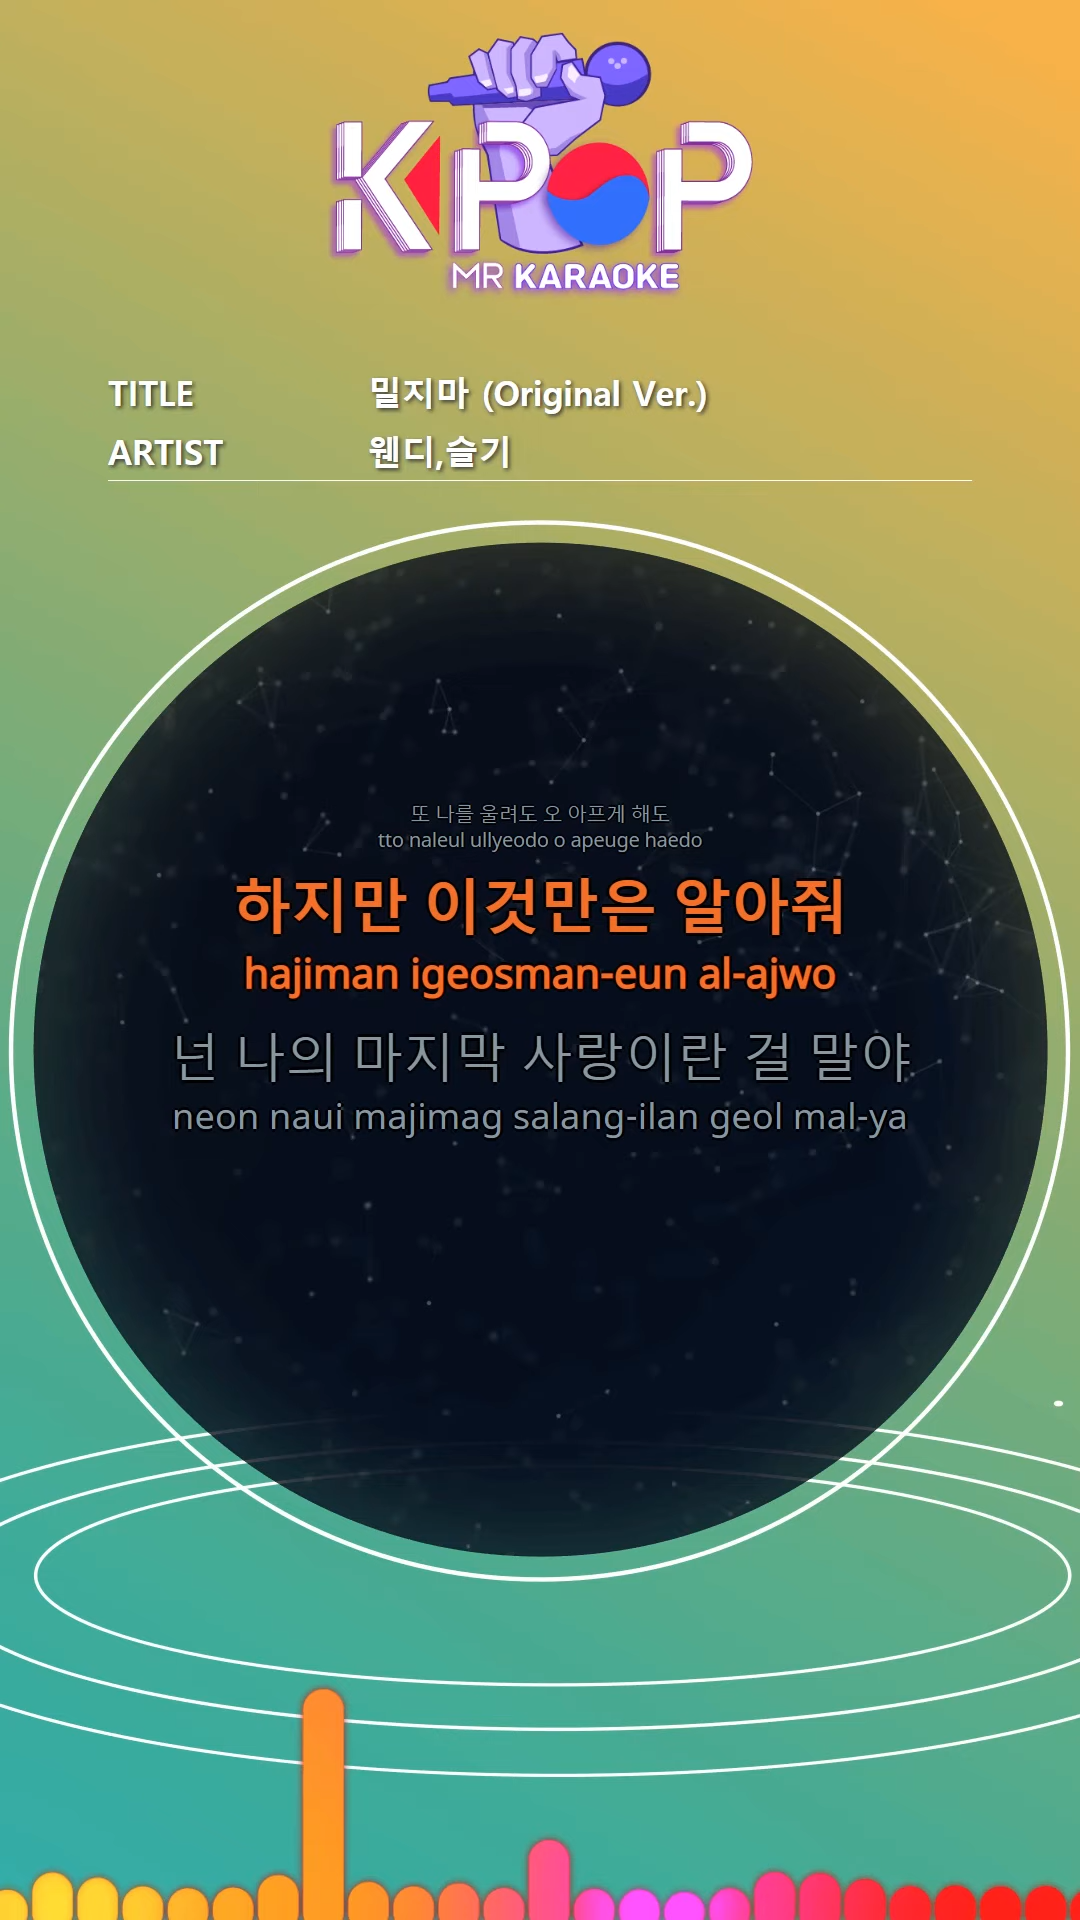 KPOP
MR KARAOKE
TITLE 밀지마 (Original Ver.)
ARTIST 웬디,슬기
또 나를 울려도 오 아프게 해도
tto naleul ullyeodo o apeuge haedo
하지만 이것만은 알아줘
hajiman igeosman-eun al-ajwo
넌 나의 마지막 사랑이란 걸 말야
neon naui majimag salang-ilan geol mal-ya